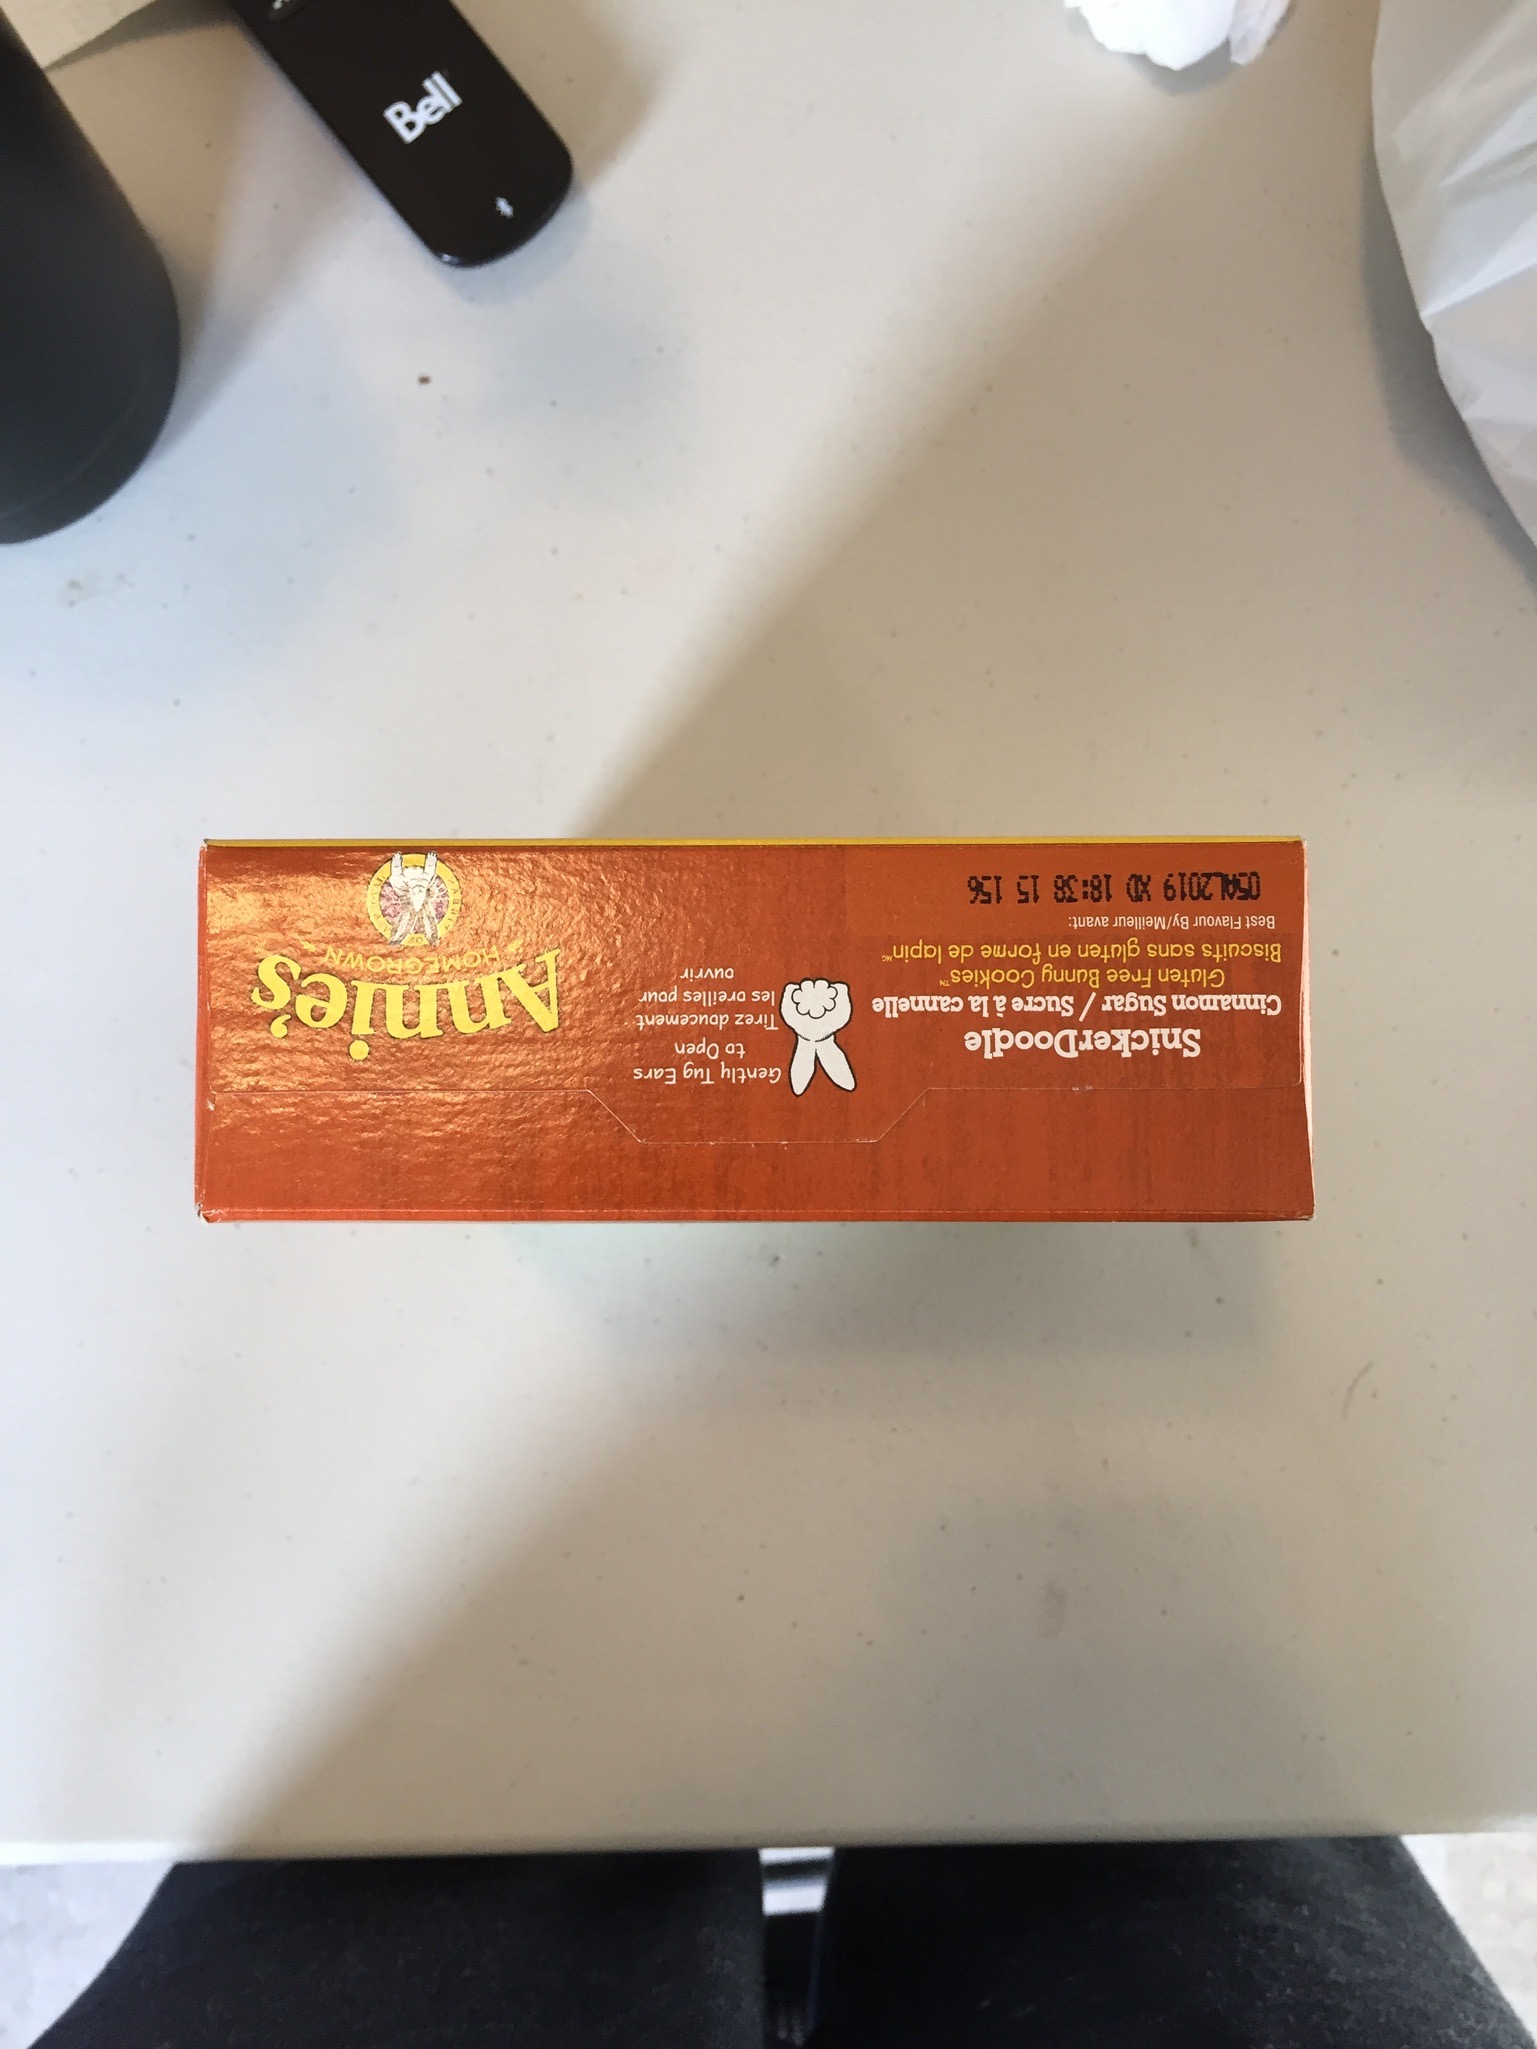 Bell
Annie's
HOMEGROWN
OF
Gently Tug Ears
to Open
Tirez doucement
les oreilles pour
ouvrir
SnickerDoodle
Cinnamon Sugar / Sucre à la cannelle
Gluten Free Bunny Cookies™
Biscuits sans gluten en forme de lapin MC
Best Flavour By/Meilleur avant:
05AL2019 XD 18:38 15 156